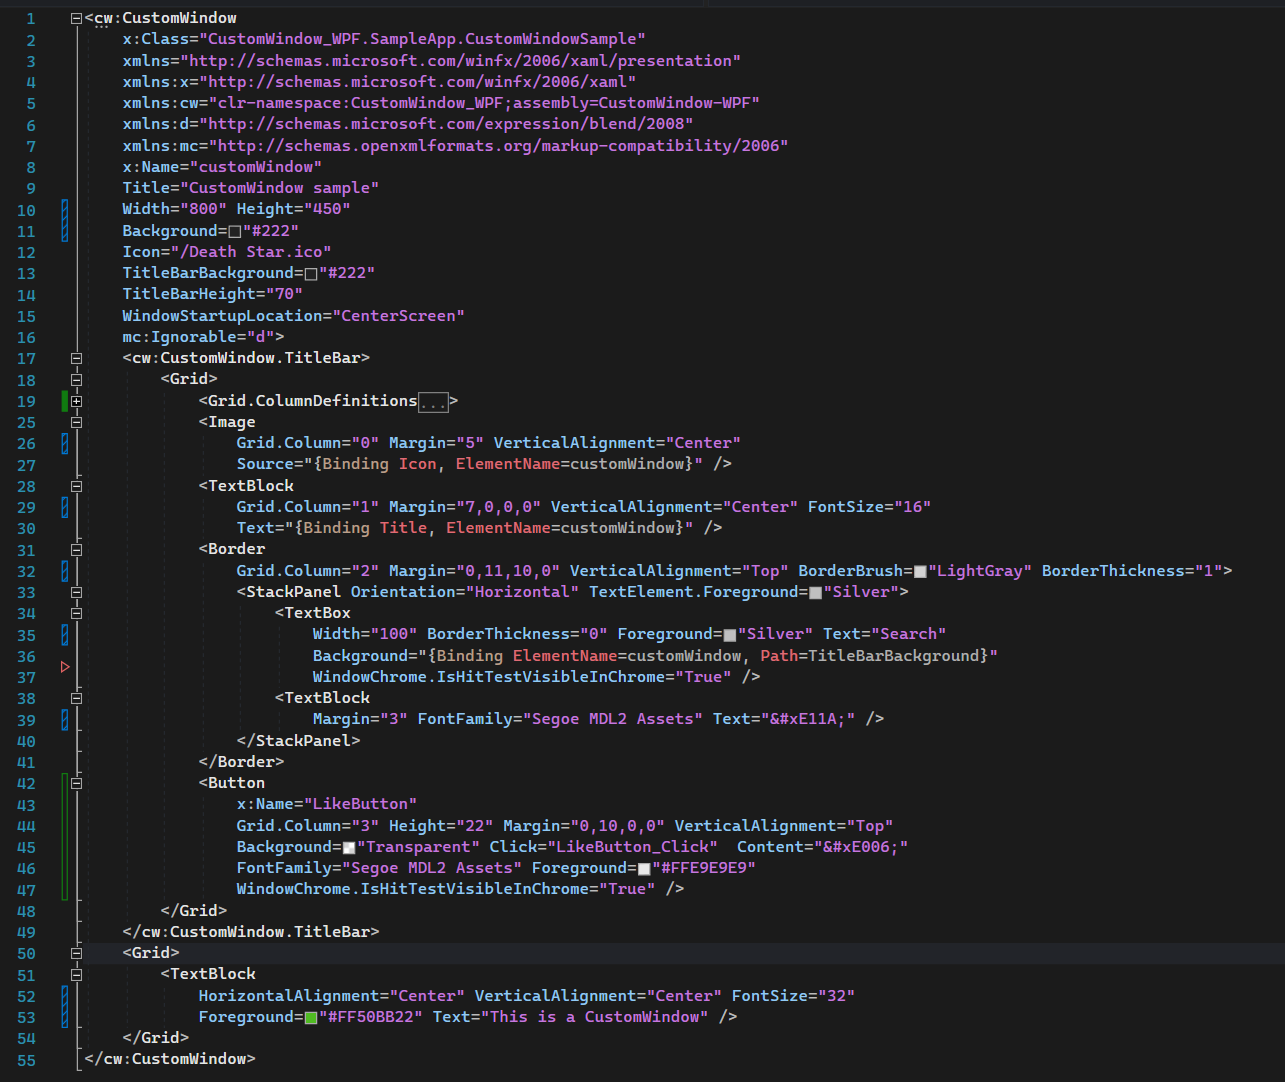 1 <cw:CustomWindow
2 x:Class="CustomWindow_WPF.SampleApp.CustomWindowSample"
3 xmlns="http://schemas.microsoft.com/winfx/2006/xaml/presentation"
4 xmlns:x="http://schemas.microsoft.com/winfx/2006/xaml"
5 xmlns:cw="clr-namespace:CustomWindow_WPF;assembly=CustomWindow-WPF"
6 xmlns:d="http://schemas.microsoft.com/expression/blend/2008"
7 xmlns:mc="http://schemas.openxmlformats.org/markup-compatibility/2006"
8 x:Name="customWindow"
9 Title="CustomWindow sample"
10 Width="800" Height="450"
11 Background="#222"
12 Icon="/Death Star.ico"
13 TitleBarBackground="#222"
14 TitleBarHeight="70"
15 WindowStartupLocation="CenterScreen"
16 mc:Ignorable="d">
17 <cw:CustomWindow.TitleBar>
18 <Grid>
19 <Grid.ColumnDefinitions...>
25 <Image
26 Grid.Column="0" Margin="5" VerticalAlignment="Center"
27 Source="{Binding Icon, ElementName=customWindow}" />
28 <TextBlock
29 Grid.Column="1" Margin="7,0,0,0" VerticalAlignment="Center" FontSize="16"
30 Text="{Binding Title, ElementName=customWindow}" />
31 <Border
32 Grid.Column="2" Margin="0,11,10,0" VerticalAlignment="Top" BorderBrush="LightGray" BorderThickness="1">
33 <StackPanel Orientation="Horizontal" TextElement.Foreground="Silver">
34 <TextBox
35 Width="100" BorderThickness="0" Foreground="Silver" Text="Search"
36 Background="{Binding ElementName=customWindow, Path=TitleBarBackground}"
37 WindowChrome.IsHitTestVisibleInChrome="True" />
38 <TextBlock
39 Margin="3" FontFamily="Segoe MDL2 Assets" Text="&#xE11A;" />
40 </StackPanel>
41 </Border>
42 <Button
43 x:Name="LikeButton"
44 Grid.Column="3" Height="22" Margin="0,10,0,0" VerticalAlignment="Top"
45 Background="Transparent" Click="LikeButton_Click"  Content="&#xE006;"
46 FontFamily="Segoe MDL2 Assets" Foreground="#FFE9E9E9"
47 WindowChrome.IsHitTestVisibleInChrome="True" />
48 </Grid>
49 </cw:CustomWindow.TitleBar>
50 <Grid>
51 <TextBlock
52 HorizontalAlignment="Center" VerticalAlignment="Center" FontSize="32"
53 Foreground="#FF50BB22" Text="This is a CustomWindow" />
54 </Grid>
55 </cw:CustomWindow>